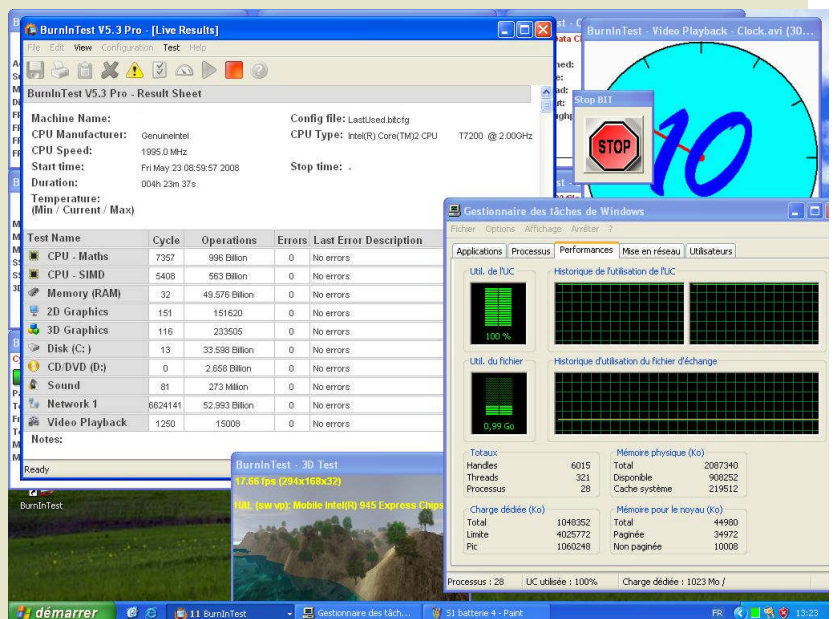 BurnInTest V5.3 Pro - [Live Results]
File Edit View Configuration Test Help
BurnInTest V5.3 Pro - Result Sheet
Machine Name:
Config file: LastUsed.bitcfg
CPU Manufacturer: GenuineIntel
CPU Type: Intel(R) Core(TM)2 CPU T7200 @ 2.00GHz
CPU Speed: 1995.0 MHz
Start time: Fri May 23 08:59:57 2008
Stop time: -
Duration: 004h 23m 37s
Temperature:
(Min / Current / Max)
Test Name Cycle Operations Errors Last Error Description
CPU - Maths 7357 996 Billion 0 No errors
CPU - SIMD 5408 563 Billion 0 No errors
Memory (RAM) 32 49.576 Billion 0 No errors
2D Graphics 151 151620 0 No errors
3D Graphics 116 233505 0 No errors
Disk (C: ) 13 33.598 Billion 0 No errors
CD/DVD (D:) 0 2.658 Billion 0 No errors
Sound 81 273 Million 0 No errors
Network 1 6624141 52.993 Billion 0 No errors
Video Playback 1250 15008 0 No errors
Notes:
Ready
BurnInTest - Video Playback - Clock.avi (30...
10
Stop BIT
STOP
Gestionnaire des tâches de Windows
Fichier Options Affichage Arrêter ?
Applications Processus Performances Mise en réseau Utilisateurs
Util. de l'UC
Historique de l'utilisation de l'UC
100 %
Util. du fichier
Historique d'utilisation du fichier d'échange
0,99 Go
Totaux
Handles 6015
Threads 321
Processus 28
Mémoire physique (Ko)
Total 2087340
Disponible 908252
Cache système 219512
Charge dédiée (Ko)
Total 1048352
Limite 4025772
Pic 1060248
Mémoire pour le noyau (Ko)
Total 44980
Paginée 34972
Non paginée 10008
Processus : 28 UC utilisée : 100% Charge dédiée : 1023 Mo /
BurnInTest - 3D Test
17.66 fps (294x168x32)
HAL (sw vp): Mobile Intel(R) 945 Express Chips
BurnInTest
démarrer
11 BurnInTest
Gestionnaire des tâch...
S1 batterie 4 - Paint
FR
13:23